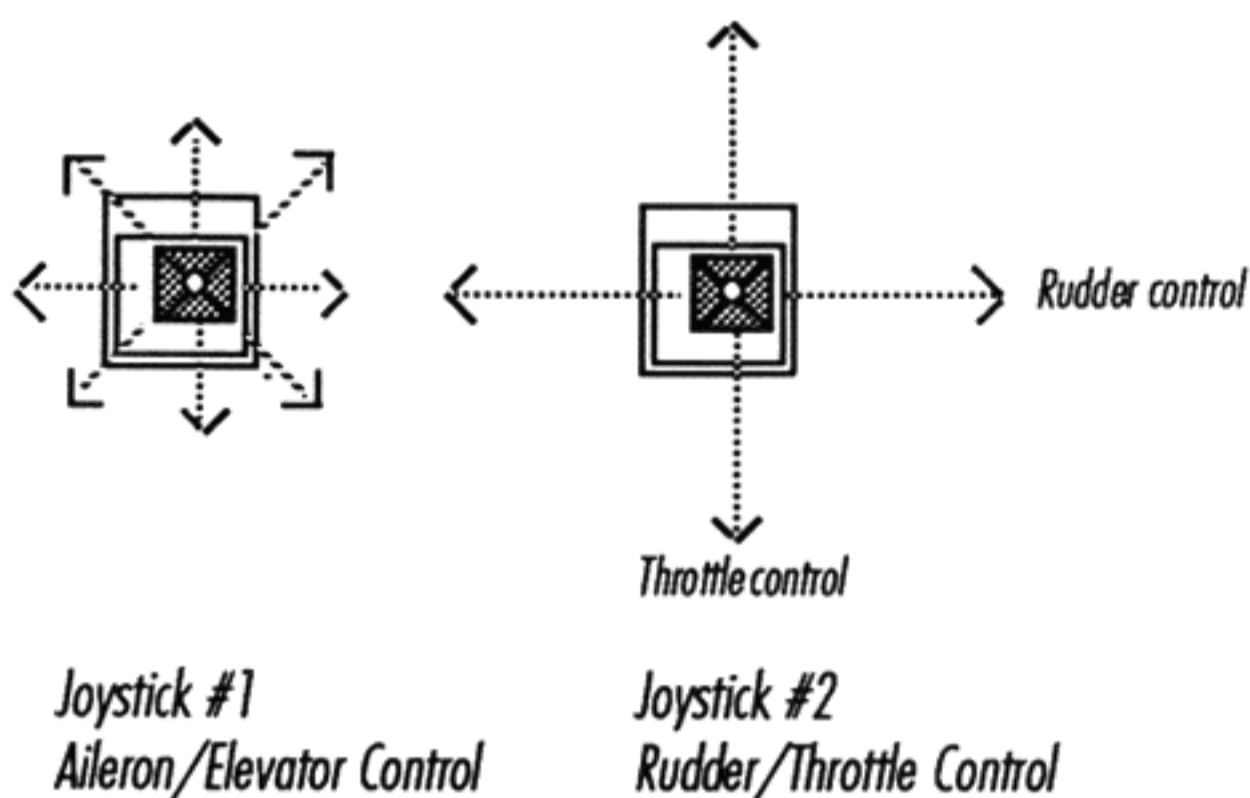 Rudder control
Throttle control
Joystick #1
Aileron/Elevator Control
Joystick #2
Rudder/Throttle Control